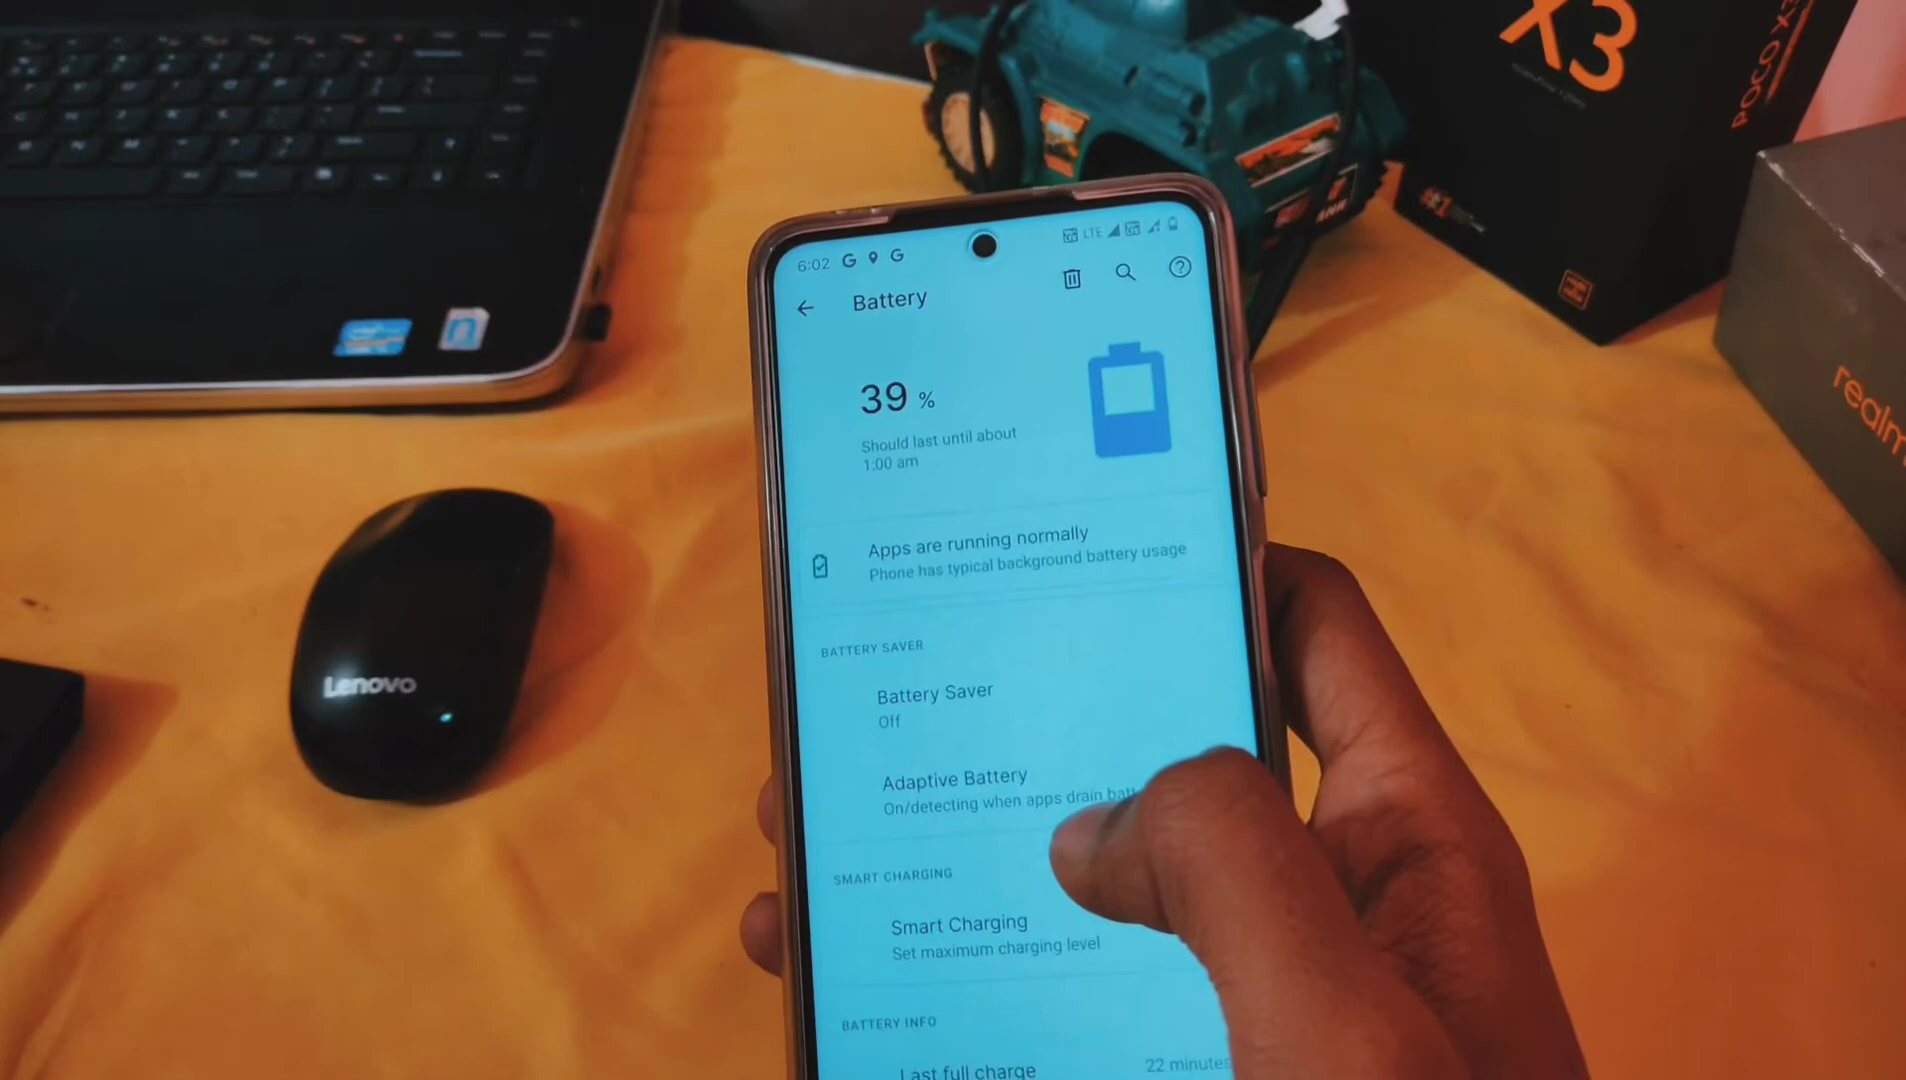 X3
POCO X3
realm
6:02 G G
LTE
Battery
39 %
Should last until about
1:00 am
Apps are running normally
Phone has typical background battery usage
BATTERY SAVER
Battery Saver
Off
Adaptive Battery
On/detecting when apps drain batt
SMART CHARGING
Smart Charging
Set maximum charging level
BATTERY INFO
Last full charge
22 minutes
Lenovo